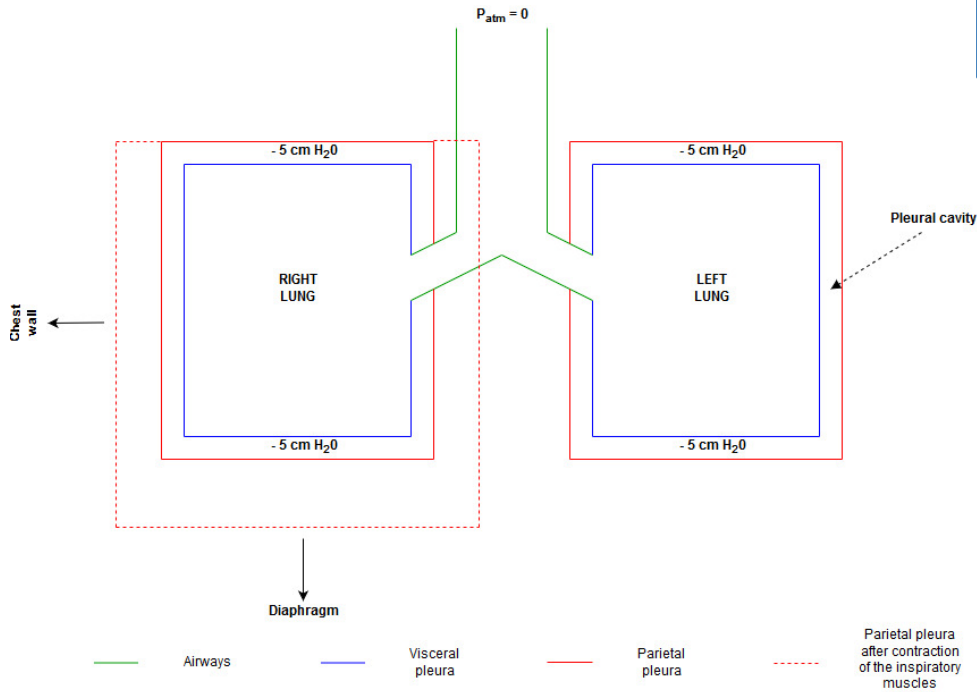 Patm = 0
- 5 cm H20
- 5 cm H20
Pleural cavity
RIGHT
LUNG
LEFT
LUNG
Chest
wall
- 5 cm H20
- 5 cm H20
Diaphragm
Airways
Visceral
pleura
Parietal
pleura
Parietal pleura
after contraction
of the inspiratory
muscles